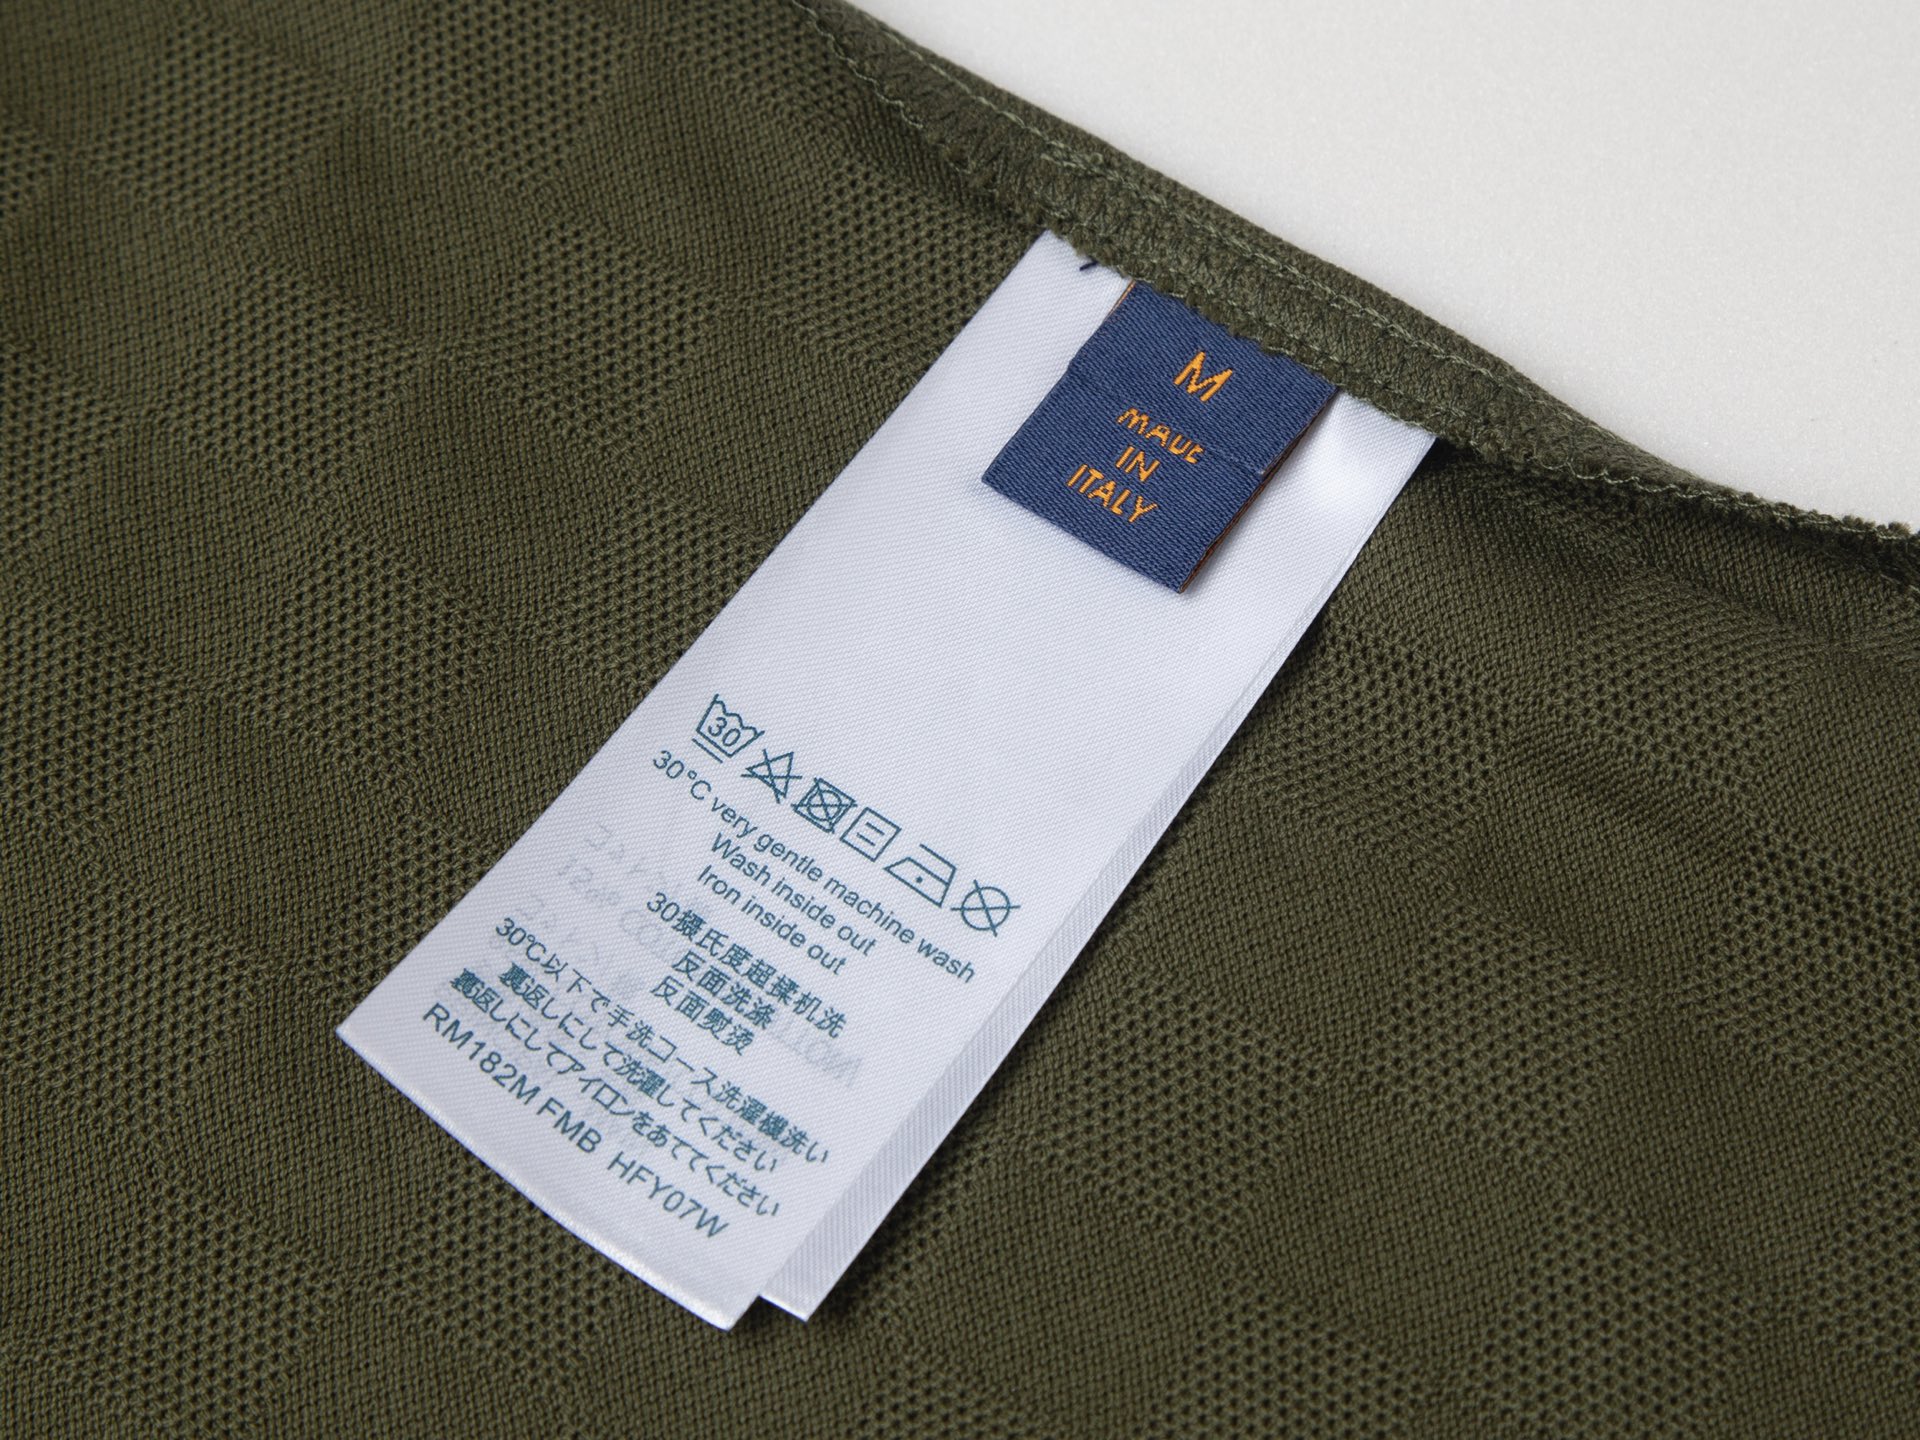 M
MADE
IN
ITALY
30
30°C very gentle machine wash
Wash inside out
Iron inside out
30摄氏度超揉机洗
反面洗涤
反面熨烫
30℃以下で手洗コース洗濯機洗い
裏返しにして洗濯してください
裏返しにしてアイロンをあててください
RM182M FMB HFY07W